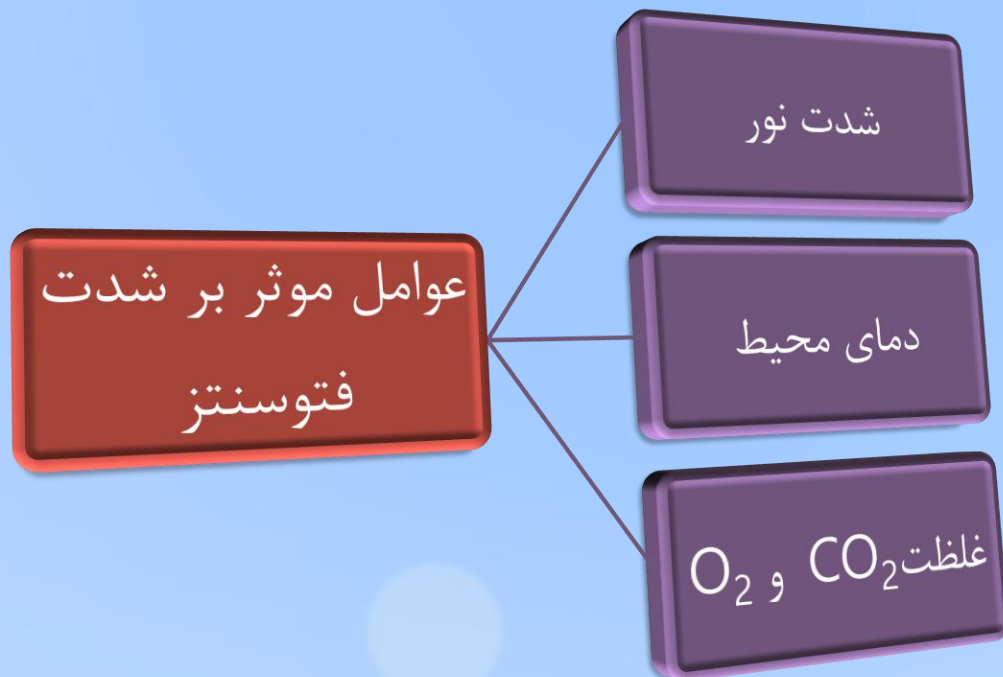 عوامل موثر بر شدت
فتوسنتز
شدت نور
دمای محیط
غلظتCO₂ و O₂